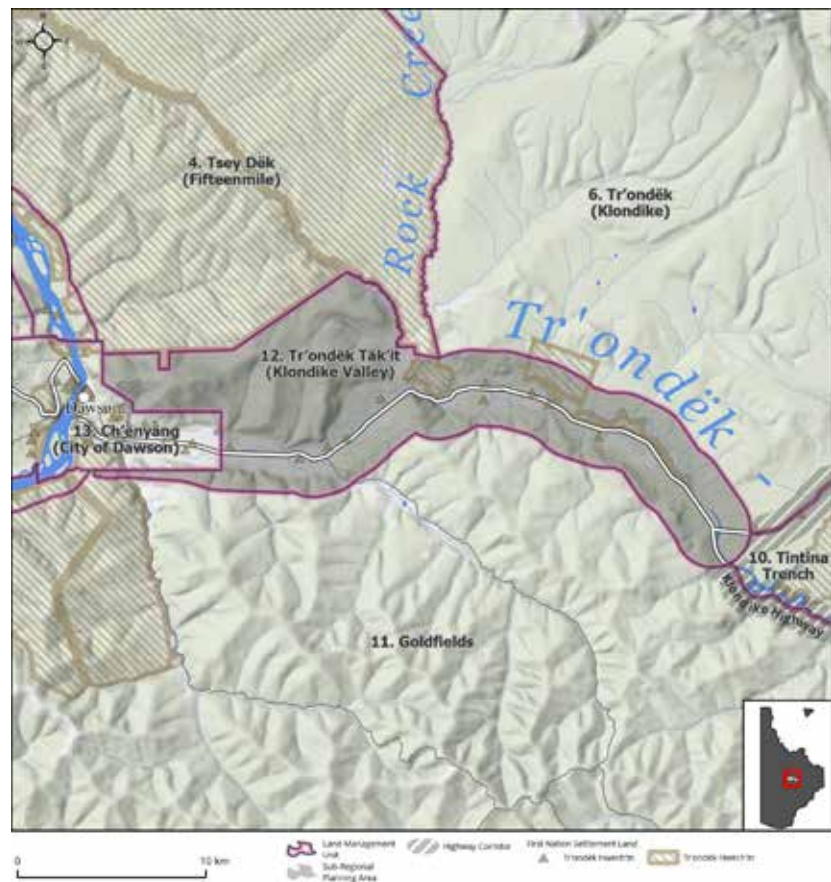 Rock Cree
4. Tsey Dëk
(Fifteenmile)
6. Tr'ondëk
(Klondike)
Tr'ondëk -
12. Tr'ondëk Täk'it
(Klondike Valley)
Dawson
13. Ch'ënyäng
(City of Dawson)
10. Tintina
Trench
Klondike Highway
11. Goldfields
0
10 km
Land Management
Unit
Sub-Regional
Planning Area
Highway Corridor
First Nation Settlement Land
Tr'ondëk Hwëch'in
Tr'ondëk Hwëch'in